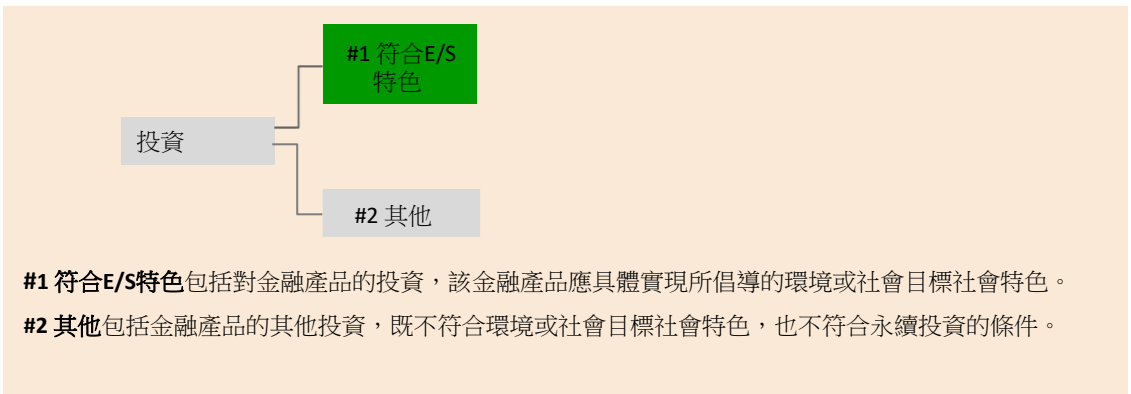 #1 符合E/S
特色
投資
#2 其他
#1 符合E/S特色包括對金融產品的投資，該金融產品應具體實現所倡導的環境或社會目標社會特色。
#2 其他包括金融產品的其他投資，既不符合環境或社會目標社會特色，也不符合永續投資的條件。